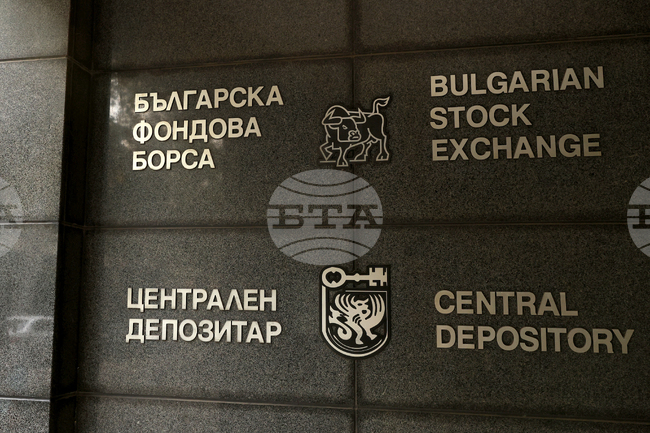 БЪЛГАРСКА
ФОНДОВА
БОРСА
BULGARIAN
STOCK
EXCHANGE
БТА
ЦЕНТРАЛЕН
ДЕПОЗИТАР
CENTRAL
DEPOSITORY